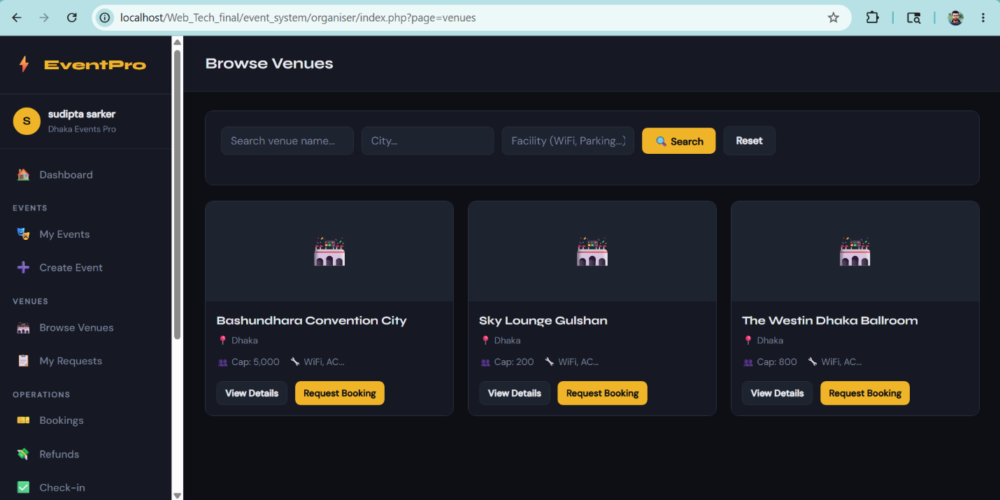 localhost/Web_Tech_final/event_system/organiser/index.php?page=venues
EventPro
S
sudipta sarker
Dhaka Events Pro
Dashboard
EVENTS
My Events
Create Event
VENUES
Browse Venues
My Requests
OPERATIONS
Bookings
Refunds
Check-in
Browse Venues
Search venue name... City... Facility (WiFi, Parking...) Search Reset
Bashundhara Convention City
Dhaka
Cap: 5,000 WiFi, AC...
View Details Request Booking
Sky Lounge Gulshan
Dhaka
Cap: 200 WiFi, AC...
View Details Request Booking
The Westin Dhaka Ballroom
Dhaka
Cap: 800 WiFi, AC...
View Details Request Booking